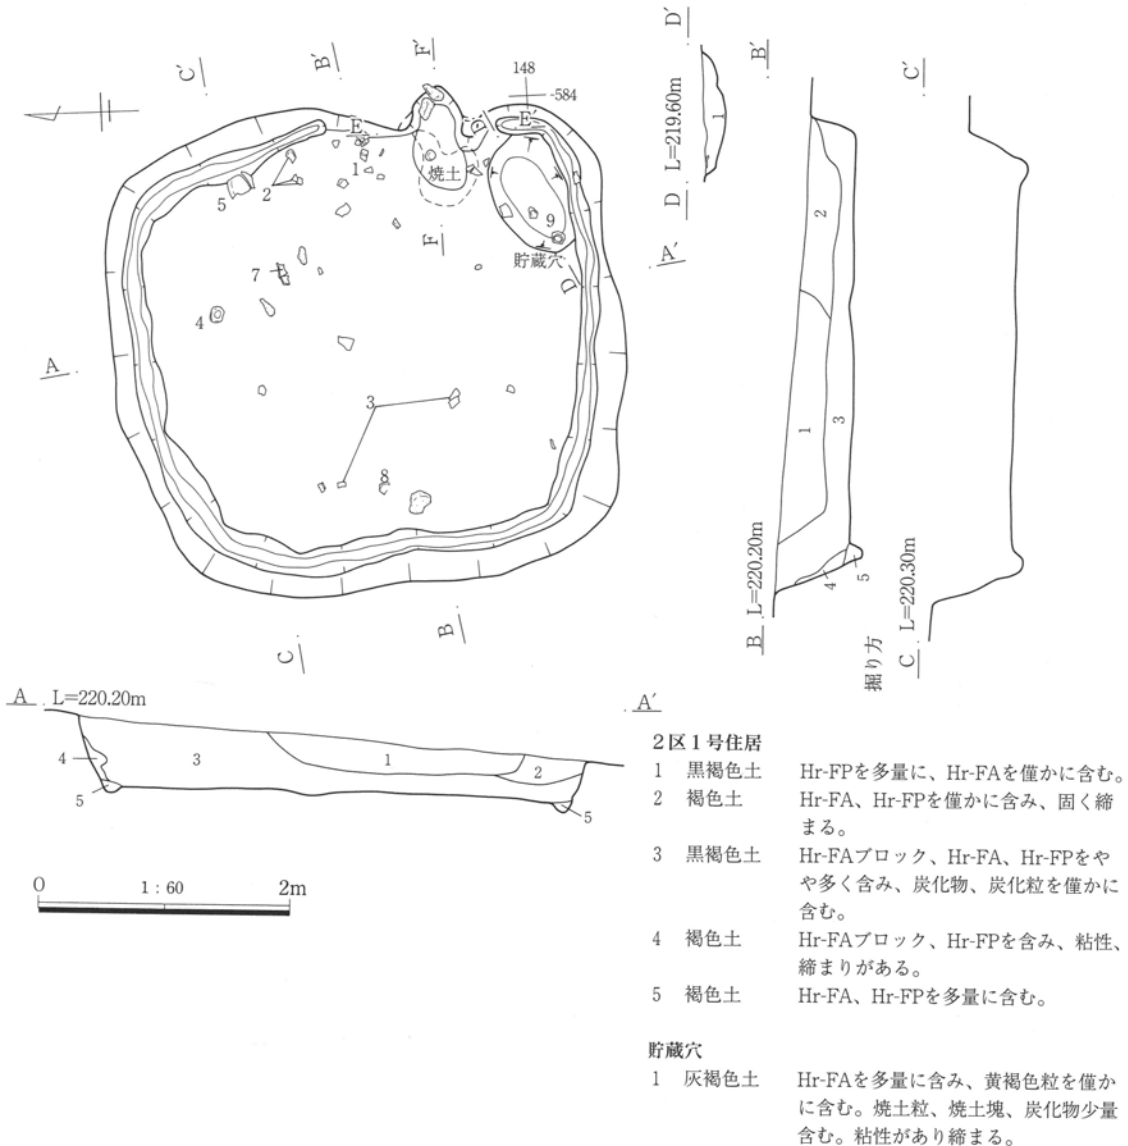 C′
B′
F′
148
-584
E
E′
1
焼土
2
5
9
F
貯蔵穴
D
7
4
A
3
8
B
C
D′
L=219.60m
1
D
A′
B′
2
1
3
4
5
B L=220.20m
C′
C L=220.30m
掘り方
A L=220.20m
A′
4
3
1
2
5
5
0 1：60 2m
2区1号住居
1 黒褐色土 Hr-FPを多量に、Hr-FAを僅かに含む。
2 褐色土 Hr-FA、Hr-FPを僅かに含み、固く締
まる。
3 黒褐色土 Hr-FAブロック、Hr-FA、Hr-FPをや
や多く含み、炭化物、炭化粒を僅かに
含む。
4 褐色土 Hr-FAブロック、Hr-FPを含み、粘性、
締まりがある。
5 褐色土 Hr-FA、Hr-FPを多量に含む。
貯蔵穴
1 灰褐色土 Hr-FAを多量に含み、黄褐色粒を僅か
に含む。焼土粒、焼土塊、炭化物少量
含む。粘性があり締まる。